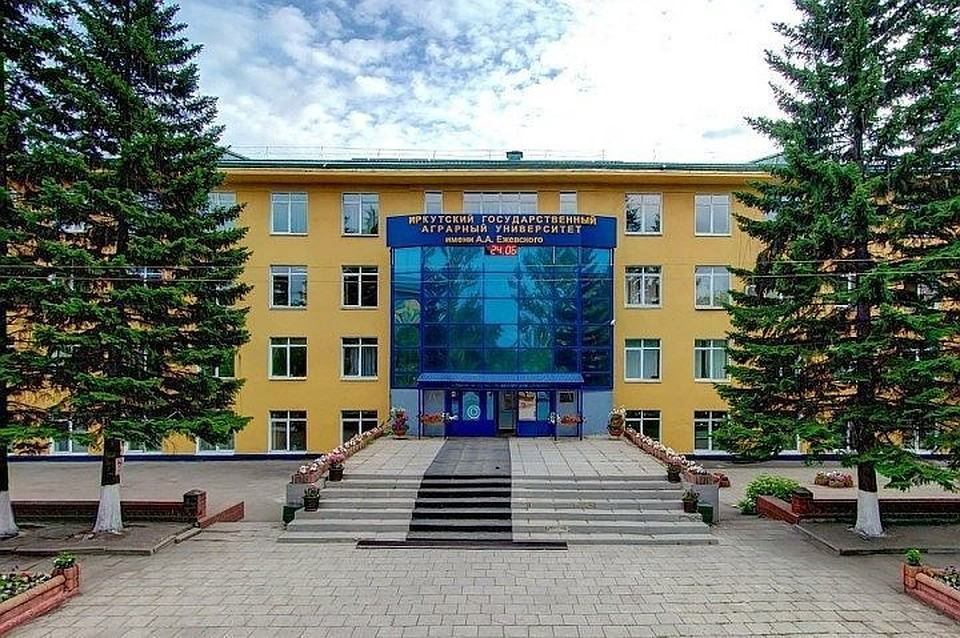 ИРКУТСКИЙ ГОСУДАРСТВЕННЫЙ
АГРАРНЫЙ УНИВЕРСИТЕТ
имени А.А. Ежевского
24.06